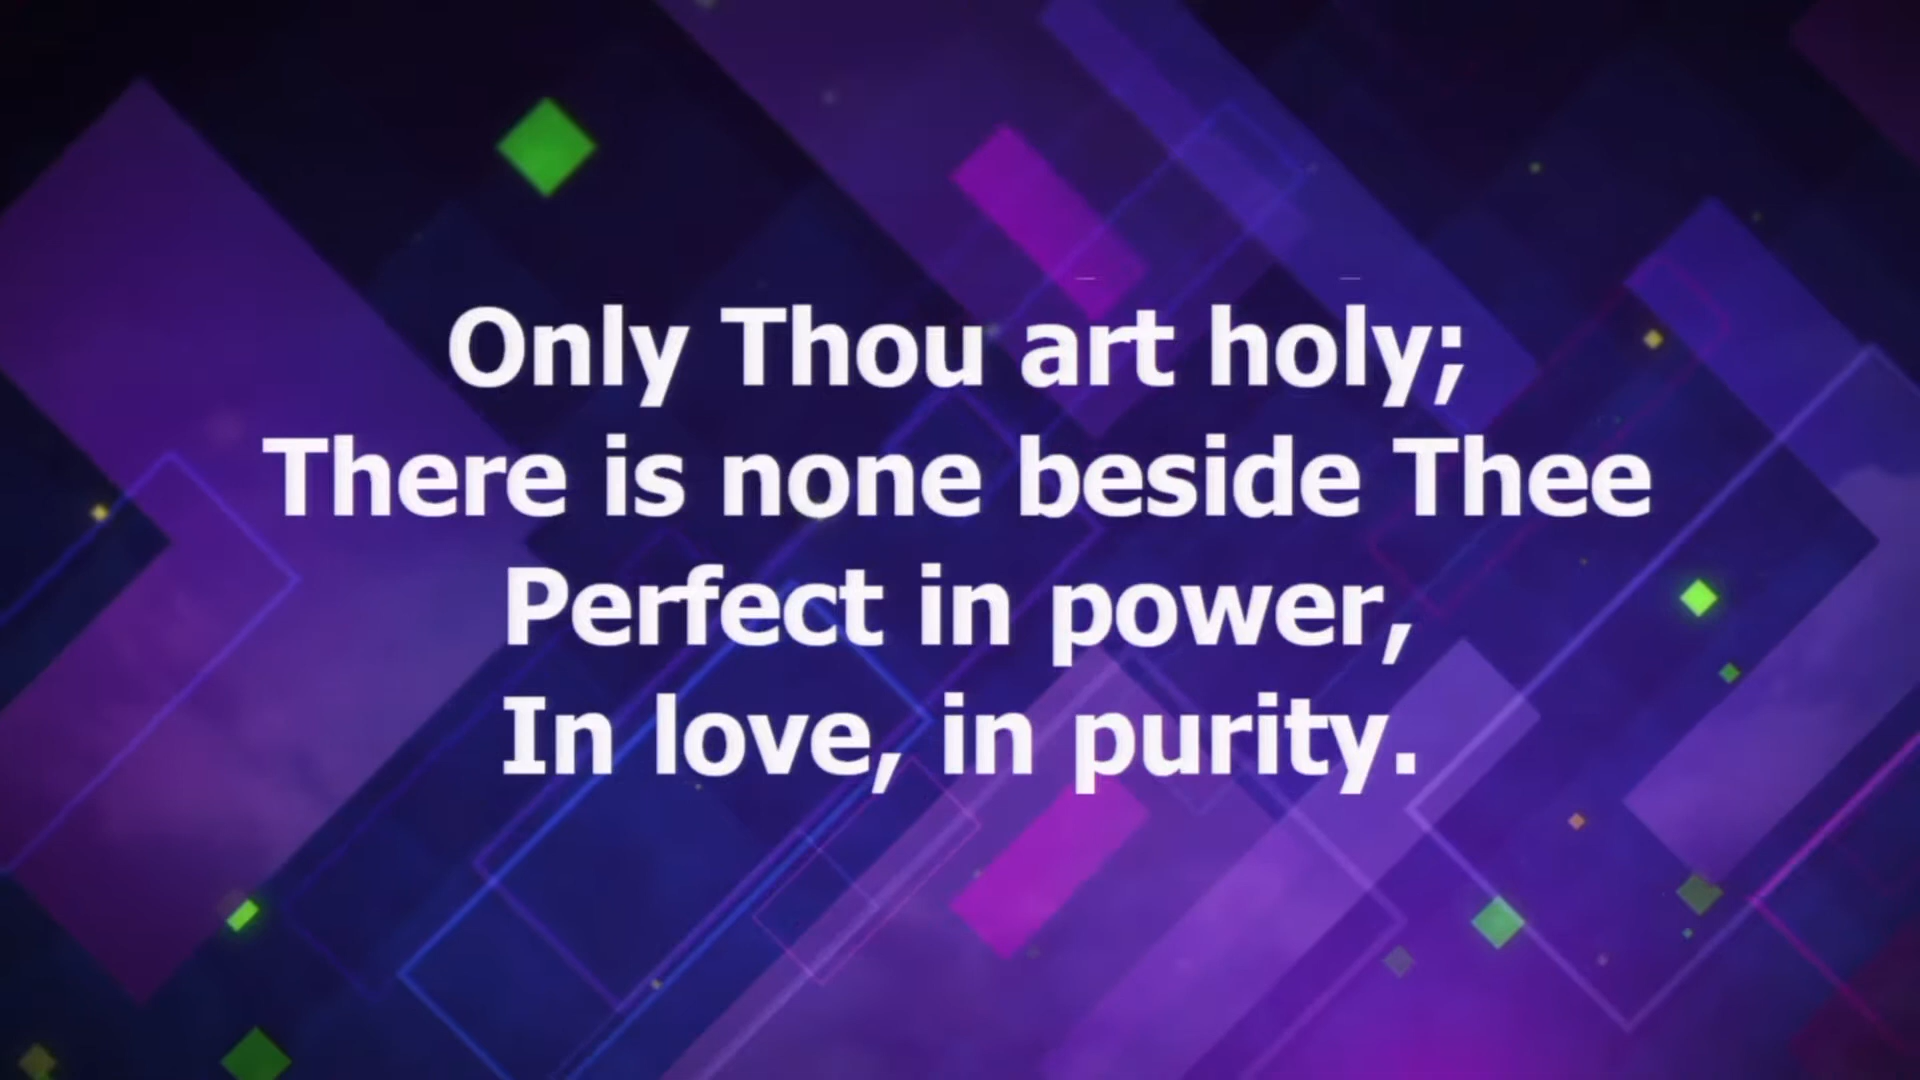 Only Thou art holy;
There is none beside Thee
Perfect in power,
In love, in purity.